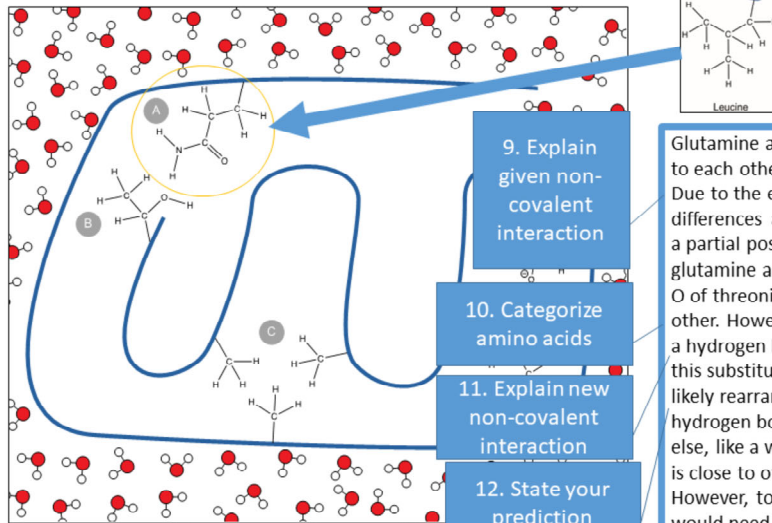 A
B
C
H
H
C
H
H
C
H
H
N
C
O
H
H
H
C
H
H
C
O
H
H
H
C
H
H
H
C
H
H
H
C
H
H
H
C
H
H
C
H
H
H
C
H
H
Leucine
9. Explain
given non-
covalent
interaction
10. Categorize
amino acids
11. Explain new
non-covalent
interaction
12. State your
prediction
Glutamine a
to each othe
Due to the e
differences
a partial pos
glutamine a
O of threoni
other. Howe
a hydrogen
this substitu
likely rearran
hydrogen bo
else, like a w
is close to o
However, to
would need